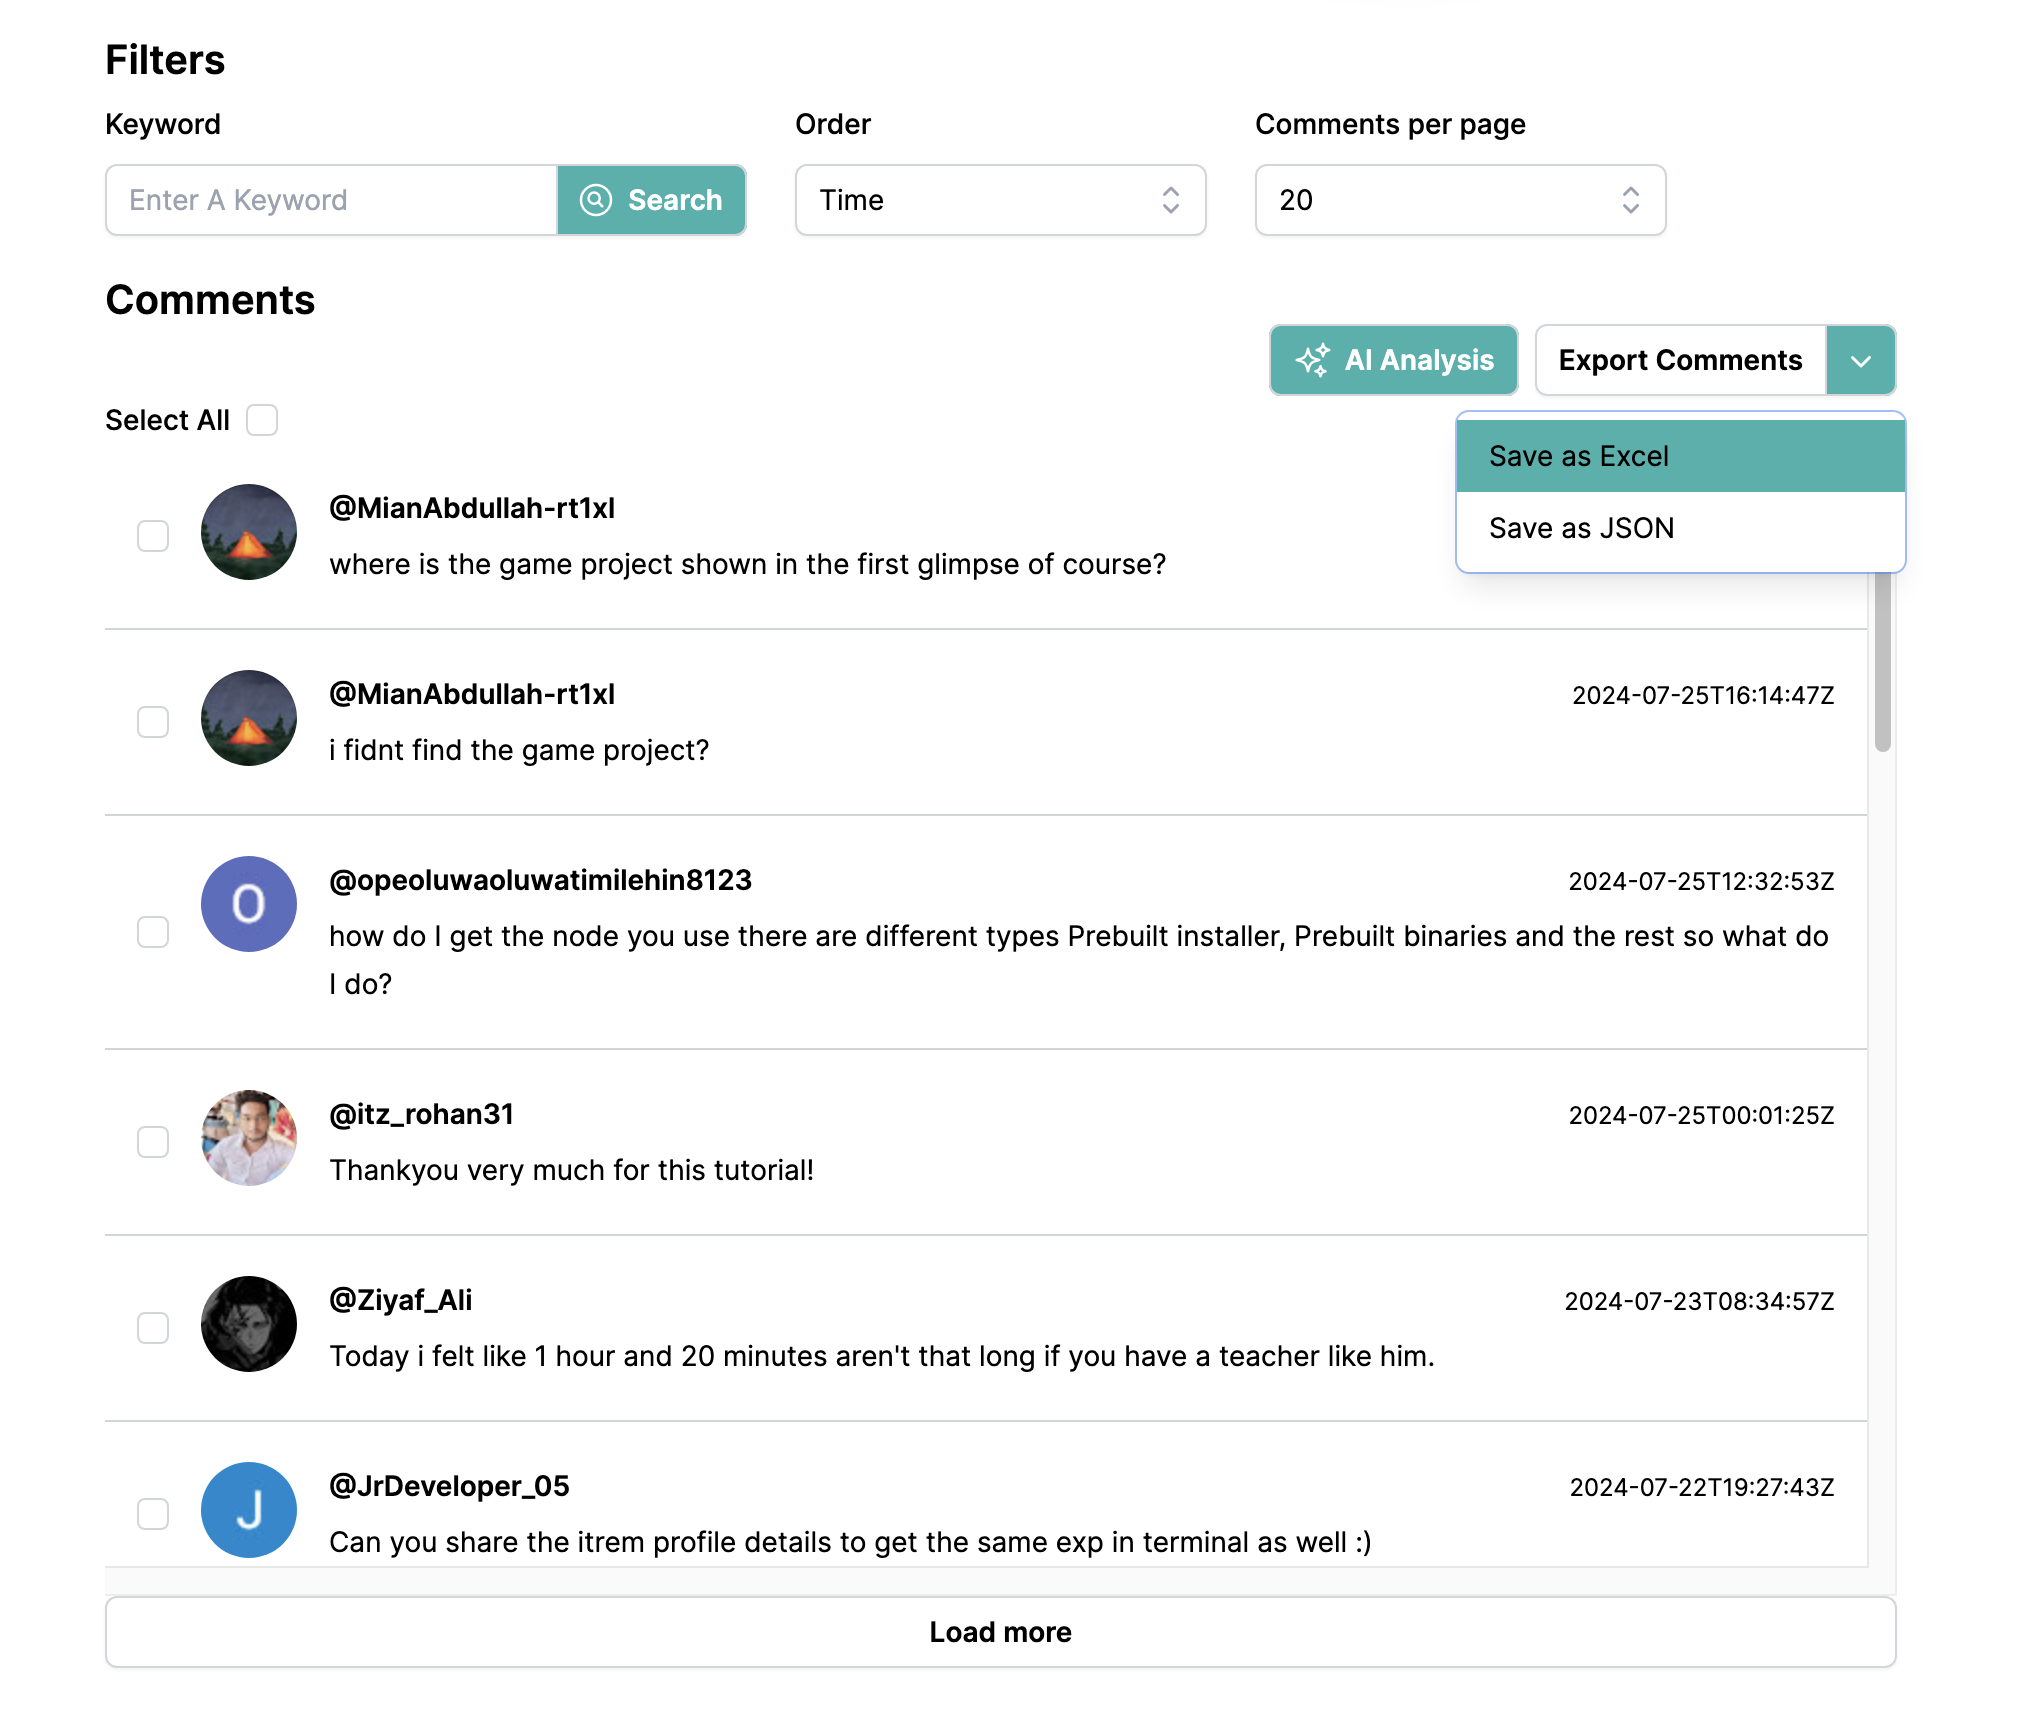 Filters
Keyword
Order
Comments per page
Enter A Keyword
Search
Time
20
Comments
AI Analysis
Export Comments
Select All
Save as Excel
Save as JSON
@MianAbdullah-rt1xl
where is the game project shown in the first glimpse of course?
@MianAbdullah-rt1xl
2024-07-25T16:14:47Z
i fidnt find the game project?
O
@opeoluwaoluwatimilehin8123
2024-07-25T12:32:53Z
how do I get the node you use there are different types Prebuilt installer, Prebuilt binaries and the rest so what do
I do?
@itz_rohan31
2024-07-25T00:01:25Z
Thankyou very much for this tutorial!
@Ziyaf_Ali
2024-07-23T08:34:57Z
Today i felt like 1 hour and 20 minutes aren't that long if you have a teacher like him.
J
@JrDeveloper_05
2024-07-22T19:27:43Z
Can you share the itrem profile details to get the same exp in terminal as well :)
Load more